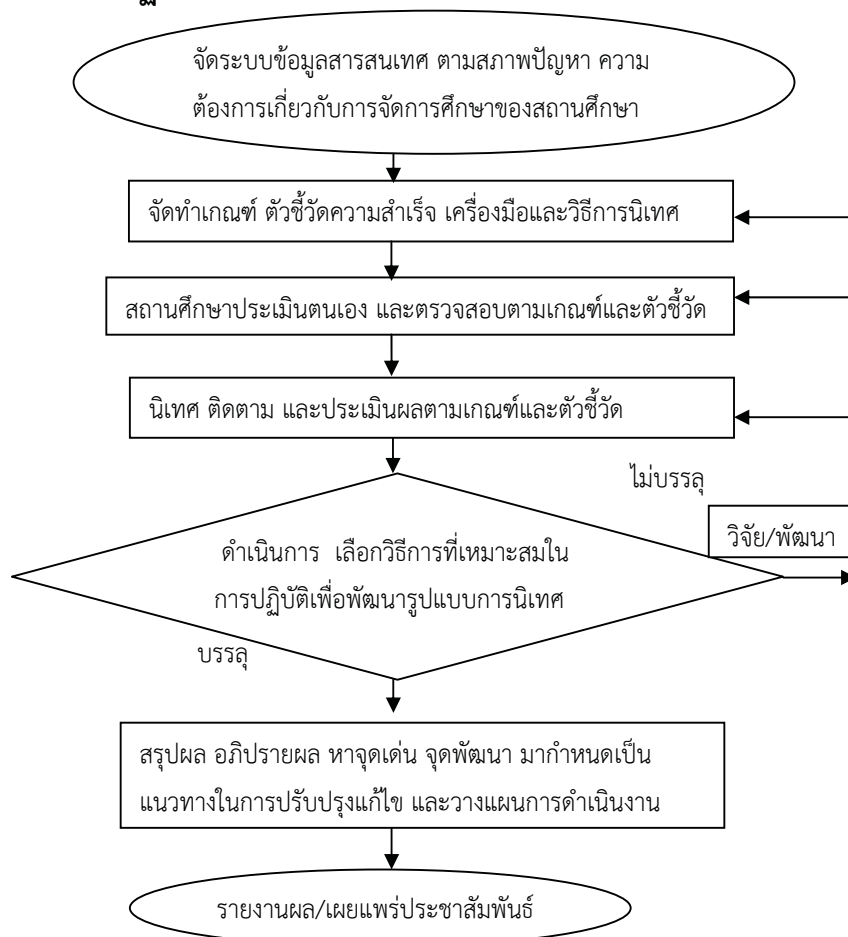 จัดระบบข้อมูลสารสนเทศ ตามสภาพปัญหา ความ
ต้องการเกี่ยวกับการจัดการศึกษาของสถานศึกษา
จัดทำเกณฑ์ ตัวชี้วัดความสำเร็จ เครื่องมือและวิธีการนิเทศ
สถานศึกษาประเมินตนเอง และตรวจสอบตามเกณฑ์และตัวชี้วัด
นิเทศ ติดตาม และประเมินผลตามเกณฑ์และตัวชี้วัด
ไม่บรรลุ
วิจัย/พัฒนา
ดำเนินการ เลือกวิธีการที่เหมาะสมใน
การปฏิบัติเพื่อพัฒนารูปแบบการนิเทศ
บรรลุ
สรุปผล อภิปรายผล หาจุดเด่น จุดพัฒนา มากำหนดเป็น
แนวทางในการปรับปรุงแก้ไข และวางแผนการดำเนินงาน
รายงานผล/เผยแพร่ประชาสัมพันธ์